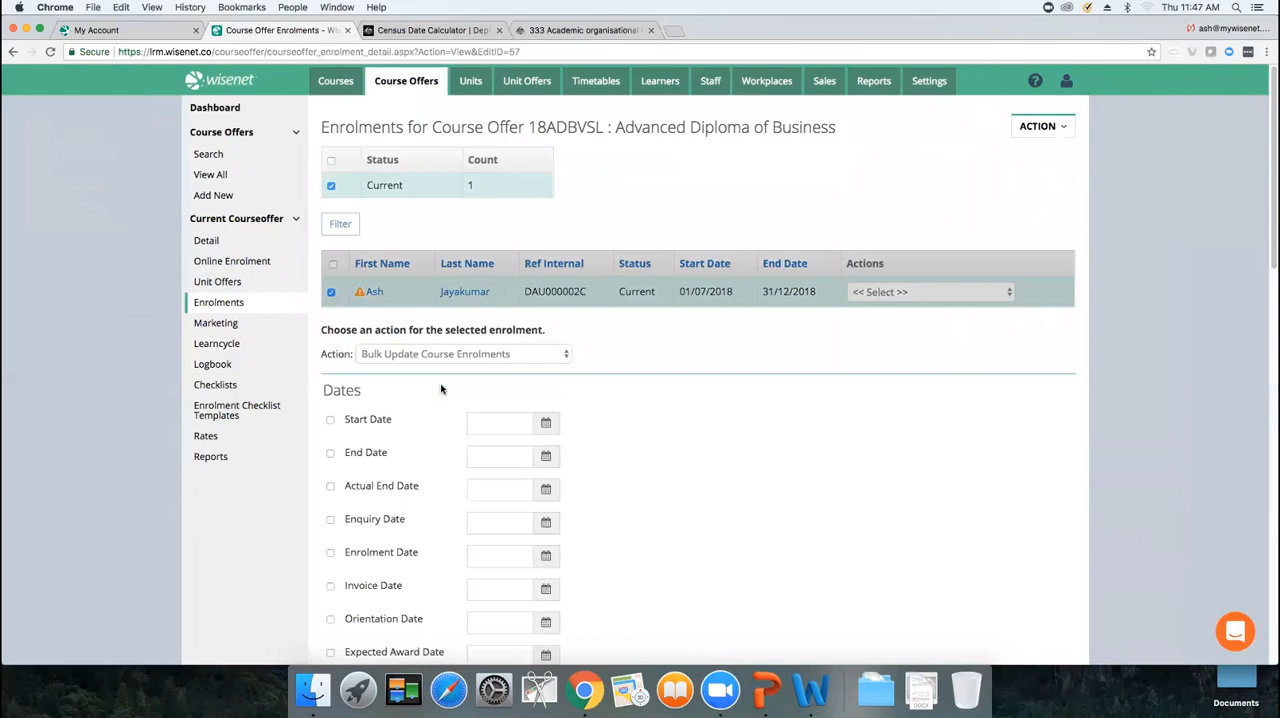 Chrome File Edit View History Bookmarks People Window Help Thu 11:47 AM
My Account Course Offer Enrolments - Wis Census Date Calculator | Dep 333 Academic organisational
ash@mywisenet....
Secure https://lrm.wisenet.co/courseoffer/courseoffer_enrolment_detail.aspx?Action=View&EditID=57
wisenet Courses Course Offers Units Unit Offers Timetables Learners Staff Workplaces Sales Reports Settings
Dashboard
Course Offers
Search
View All
Add New
Current Courseoffer
Detail
Online Enrolment
Unit Offers
Enrolments
Marketing
Learncycle
Logbook
Checklists
Enrolment Checklist
Templates
Rates
Reports
Enrolments for Course Offer 18ADBVSL : Advanced Diploma of Business
ACTION
Status Count
Current 1
Filter
First Name Last Name Ref Internal Status Start Date End Date Actions
Ash Jayakumar DAU000002C Current 01/07/2018 31/12/2018 << Select >>
Choose an action for the selected enrolment.
Action: Bulk Update Course Enrolments
Dates
Start Date
End Date
Actual End Date
Enquiry Date
Enrolment Date
Invoice Date
Orientation Date
Expected Award Date
Documents